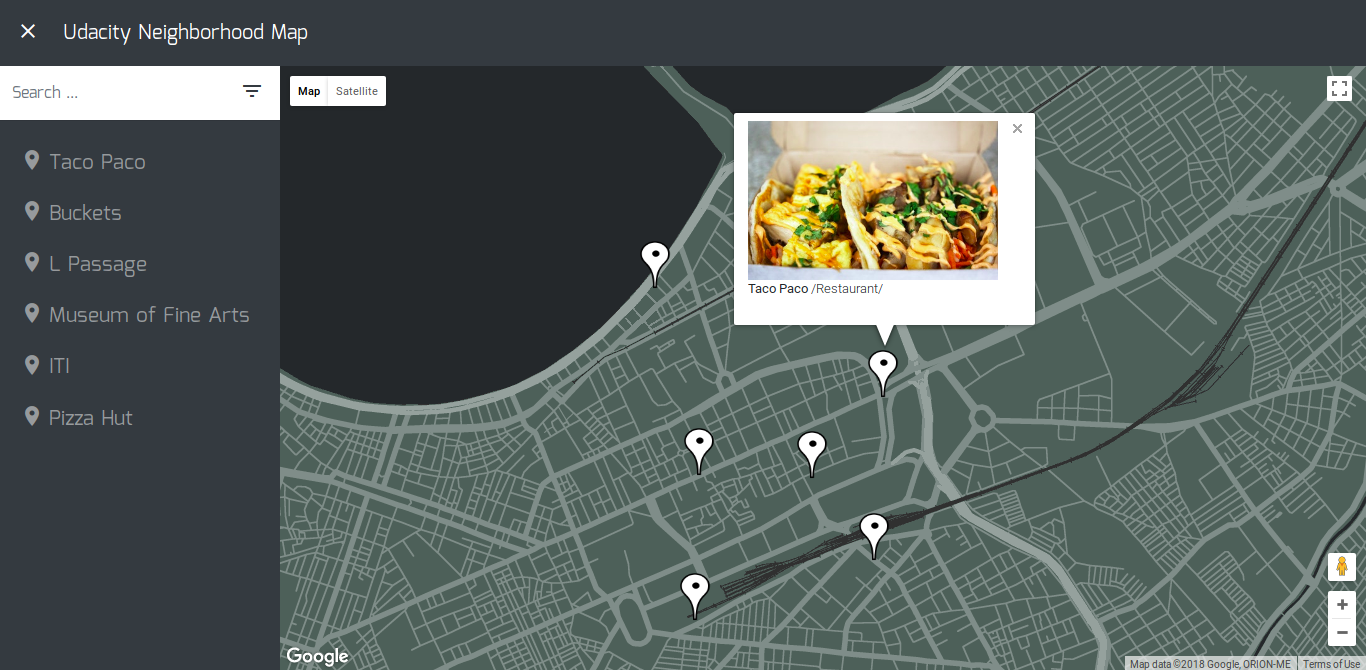 Udacity Neighborhood Map
Search ...
Map Satellite
Taco Paco
Buckets
L Passage
Museum of Fine Arts
ITI
Pizza Hut
Taco Paco /Restaurant/
Google
Map data ©2018 Google, ORION-ME Terms of Use